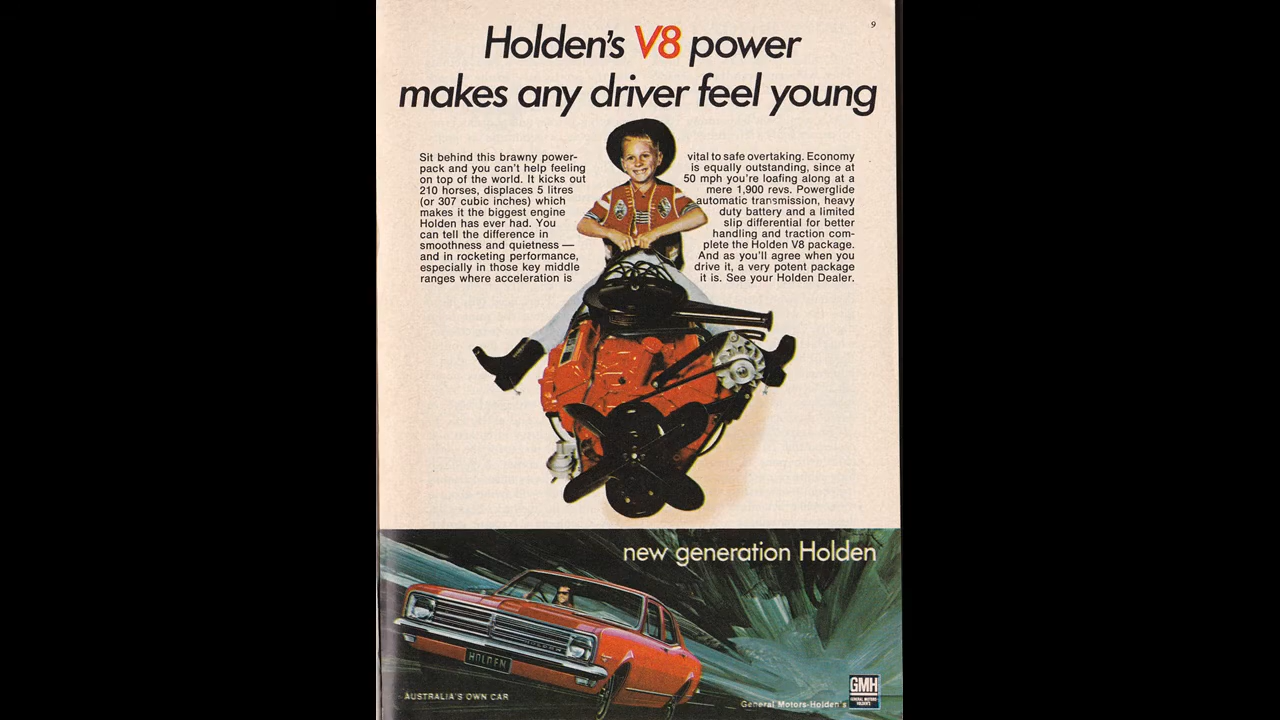 9
Holden's V8 power
makes any driver feel young
Sit behind this brawny power-
pack and you can't help feeling
on top of the world. It kicks out
210 horses, displaces 5 litres
(or 307 cubic inches) which
makes it the biggest engine
Holden has ever had. You
can tell the difference in
smoothness and quietness —
and in rocketing performance,
especially in those key middle
ranges where acceleration is
vital to safe overtaking. Economy
is equally outstanding, since at
50 mph you're loafing along at a
mere 1,900 revs. Powerglide
automatic transmission, heavy
duty battery and a limited
slip differential for better
handling and traction com-
plete the Holden V8 package.
And as you'll agree when you
drive it, a very potent package
it is. See your Holden Dealer.
new generation Holden
HOLDEN
AUSTRALIA'S OWN CAR
General Motors-Holden's
GMH
GENERAL MOTORS-
HOLDEN'S